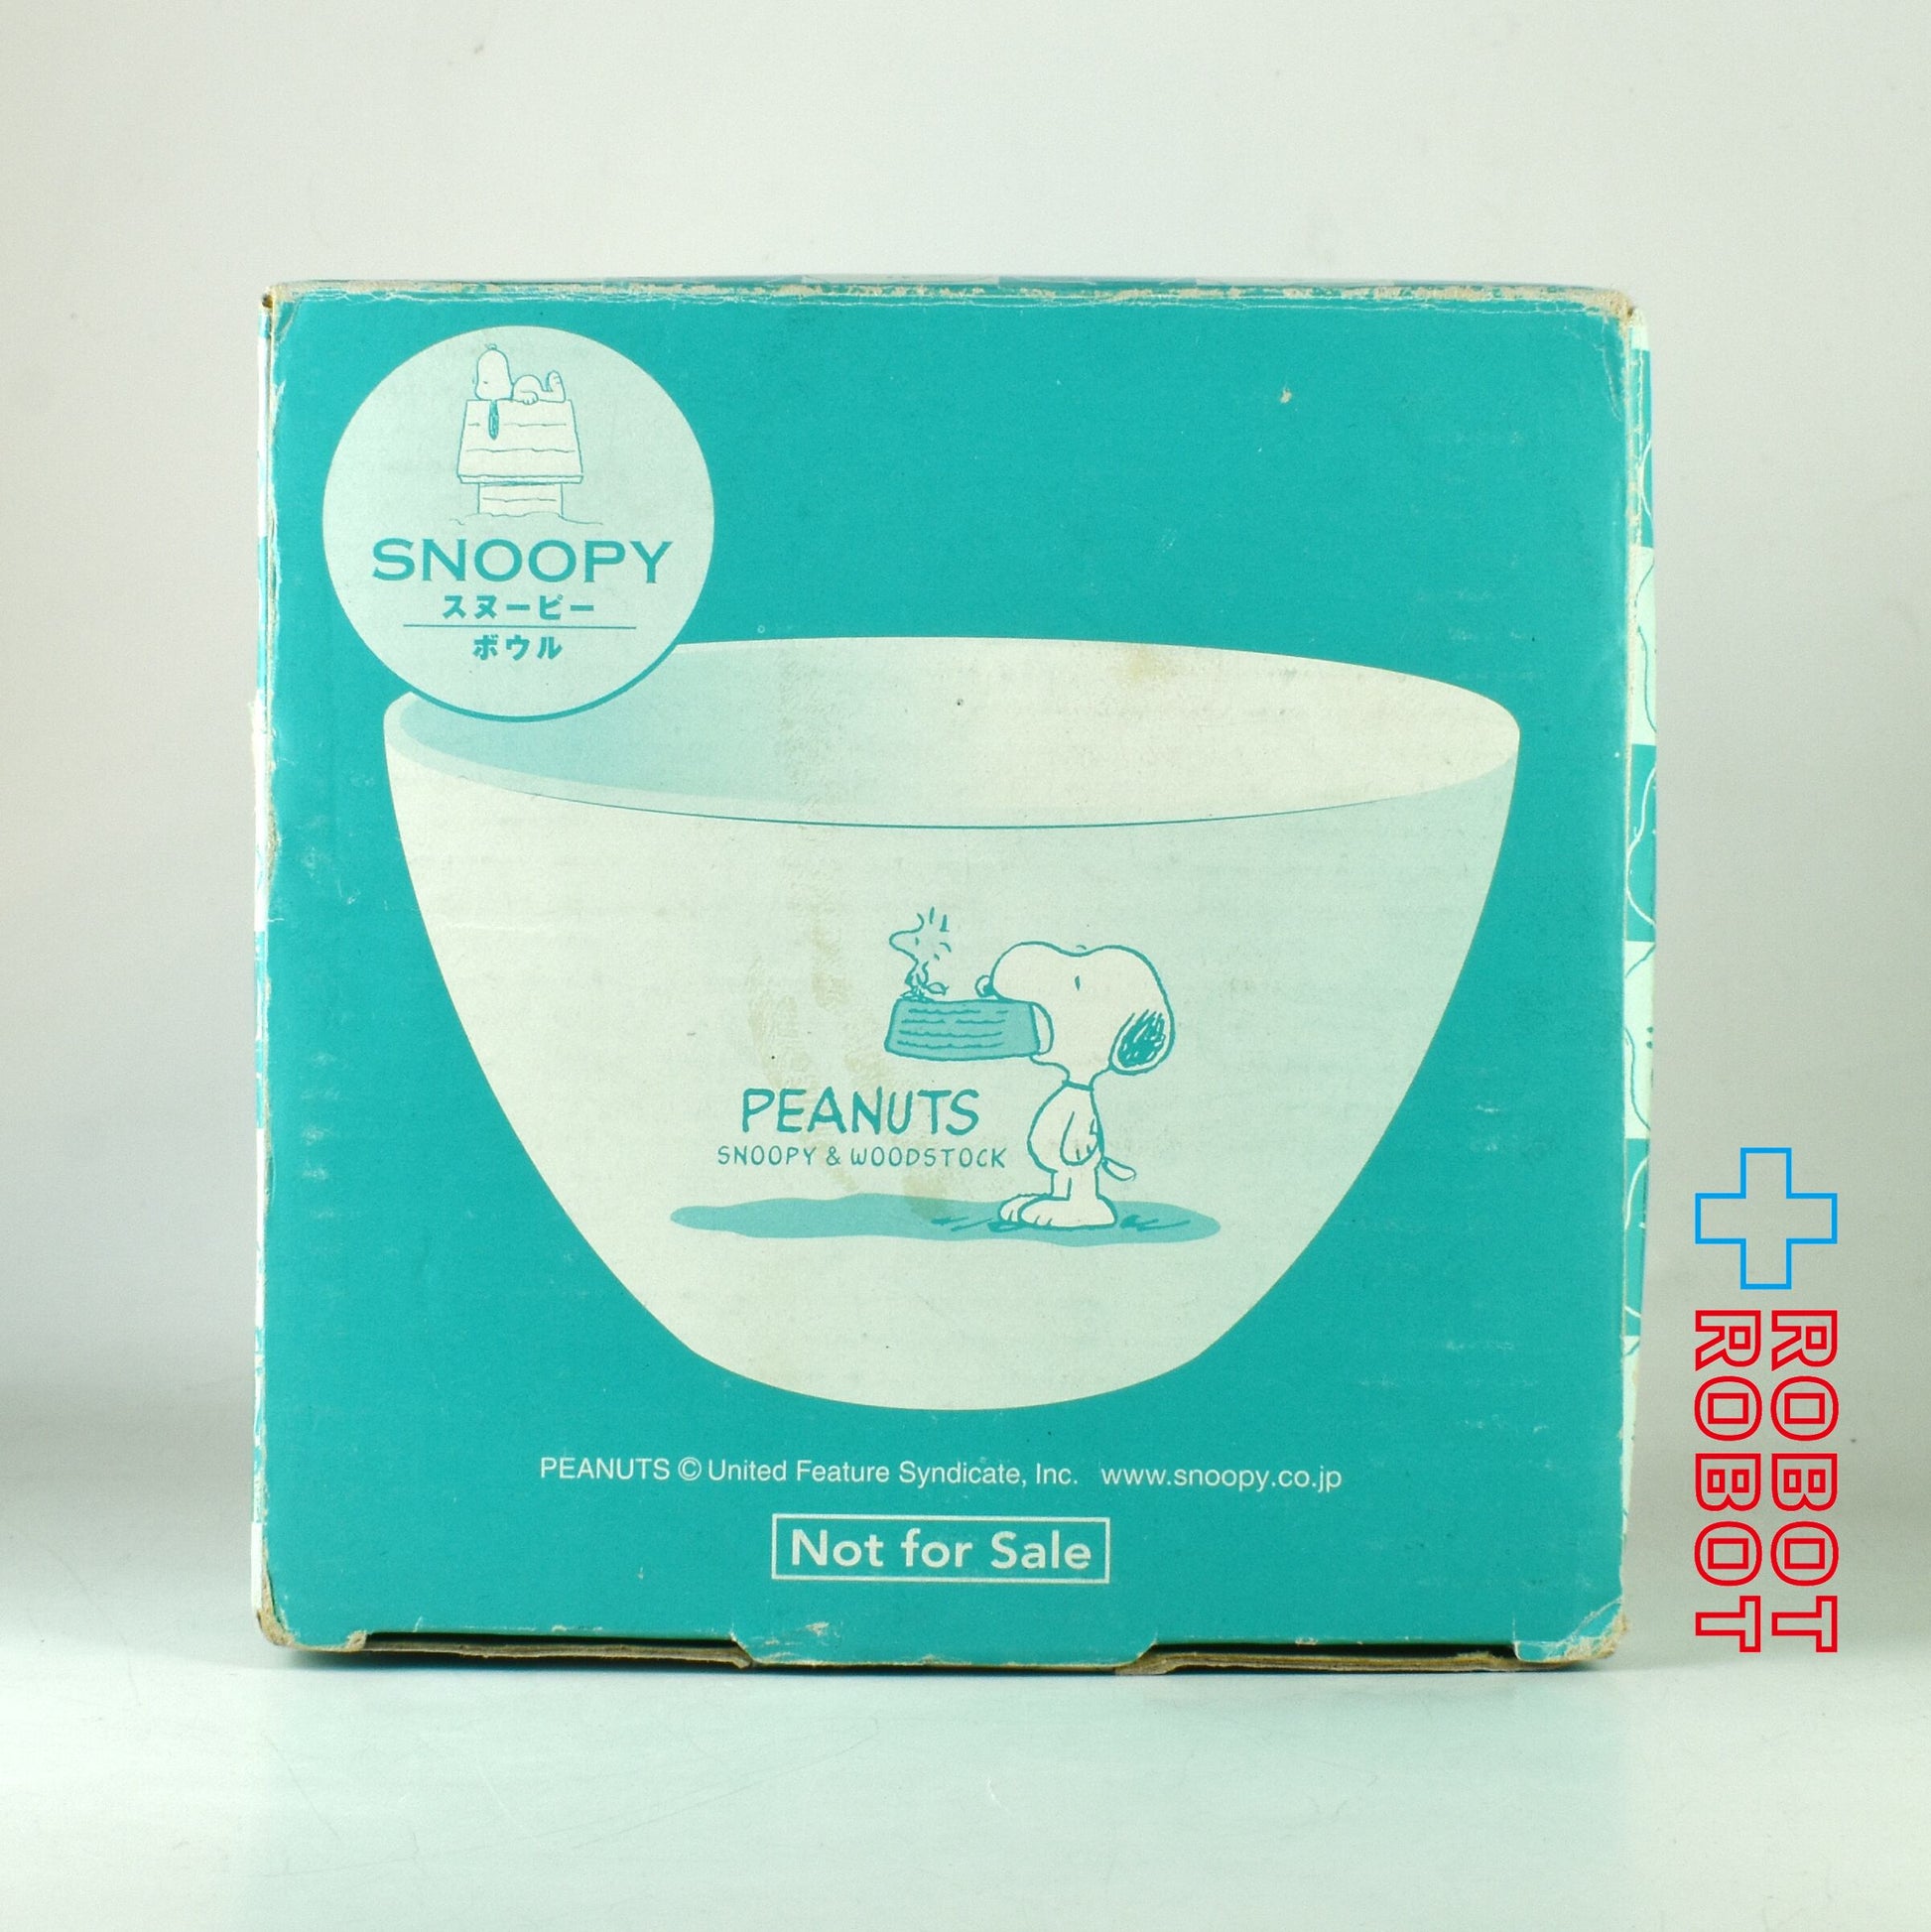 SNOOPY
スヌーピー
ボウル
PEANUTS
SNOOPY & WOODSTOCK
PEANUTS © United Feature Syndicate, Inc. www.snoopy.co.jp
Not for Sale
ROBOT
ROBOT